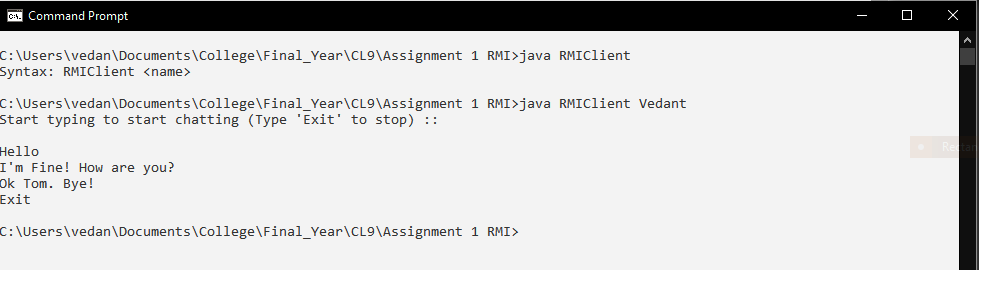 Command Prompt
C:\Users\vedan\Documents\College\Final_Year\CL9\Assignment 1 RMI>java RMIClient
Syntax: RMIClient <name>
C:\Users\vedan\Documents\College\Final_Year\CL9\Assignment 1 RMI>java RMIClient Vedant
Start typing to start chatting (Type 'Exit' to stop) ::
Hello
I'm Fine! How are you?
Ok Tom. Bye!
Exit
C:\Users\vedan\Documents\College\Final_Year\CL9\Assignment 1 RMI>